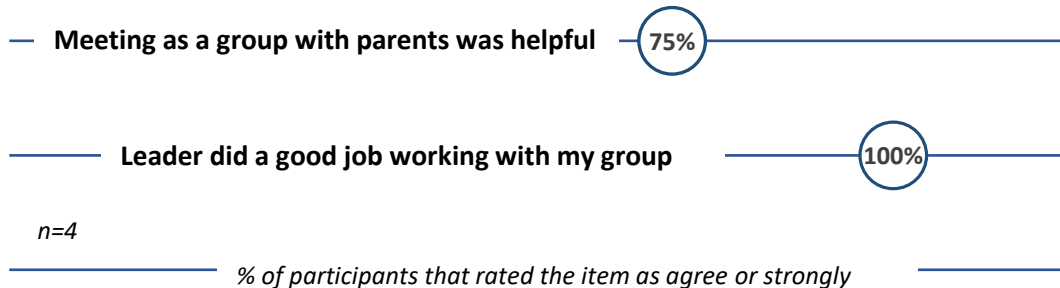 Meeting as a group with parents was helpful 75%
Leader did a good job working with my group 100%
n=4
% of participants that rated the item as agree or strongly